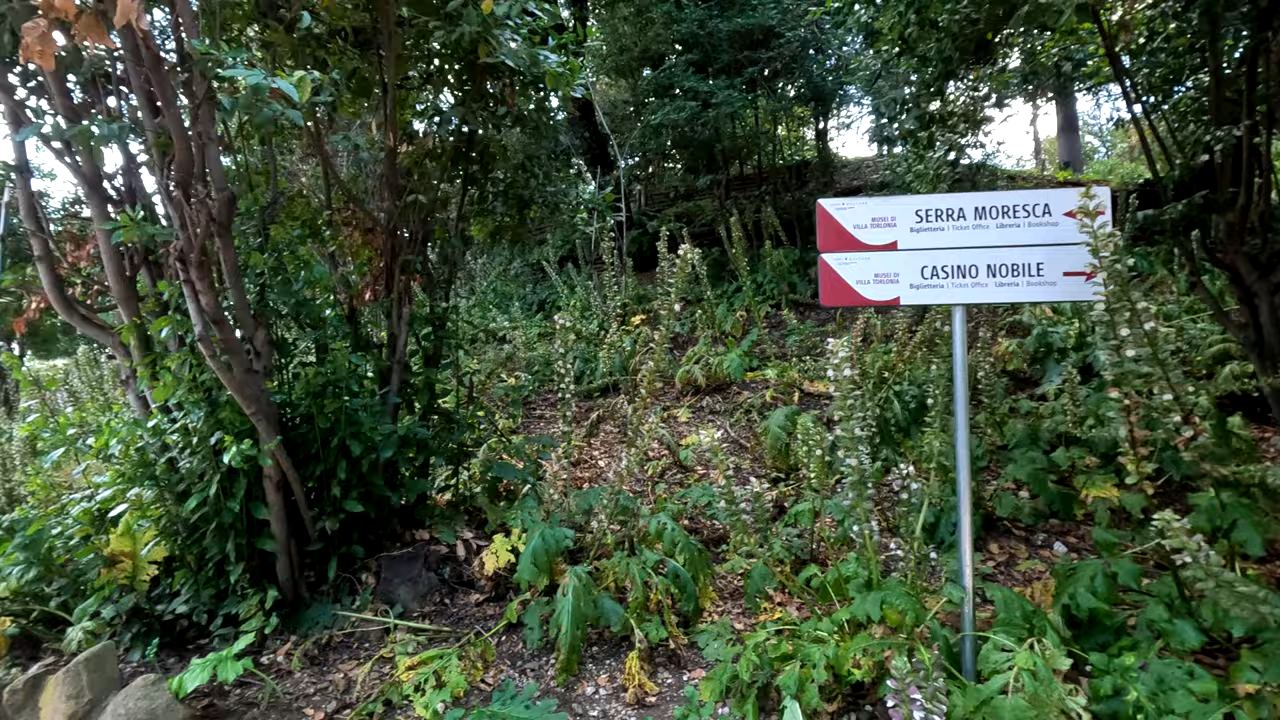 MUSEI DI
VILLA TORLONIA
SERRA MORESCA
Biglietteria | Ticket Office Libreria | Bookshop
MUSEI DI
VILLA TORLONIA
CASINO NOBILE
Biglietteria | Ticket Office Libreria | Bookshop